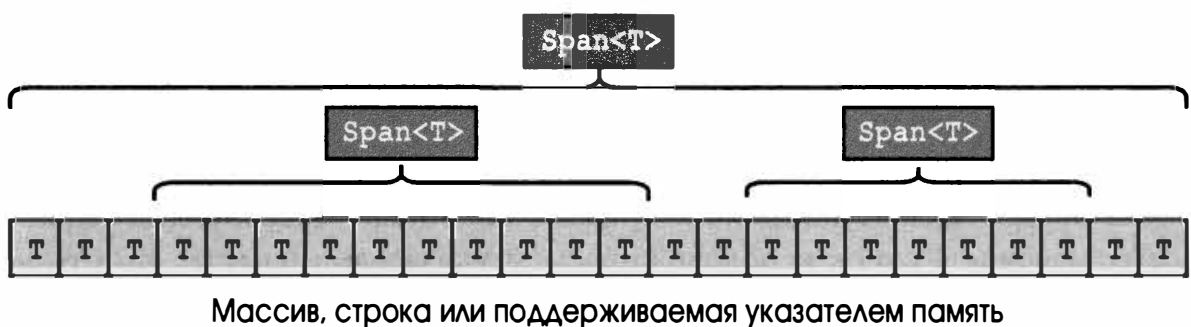 Span<T>
Span<T> Span<T>
T T T T T T T T T T T T T T T T T T T T T T T T
Массив, строка или поддерживаемая указателем память